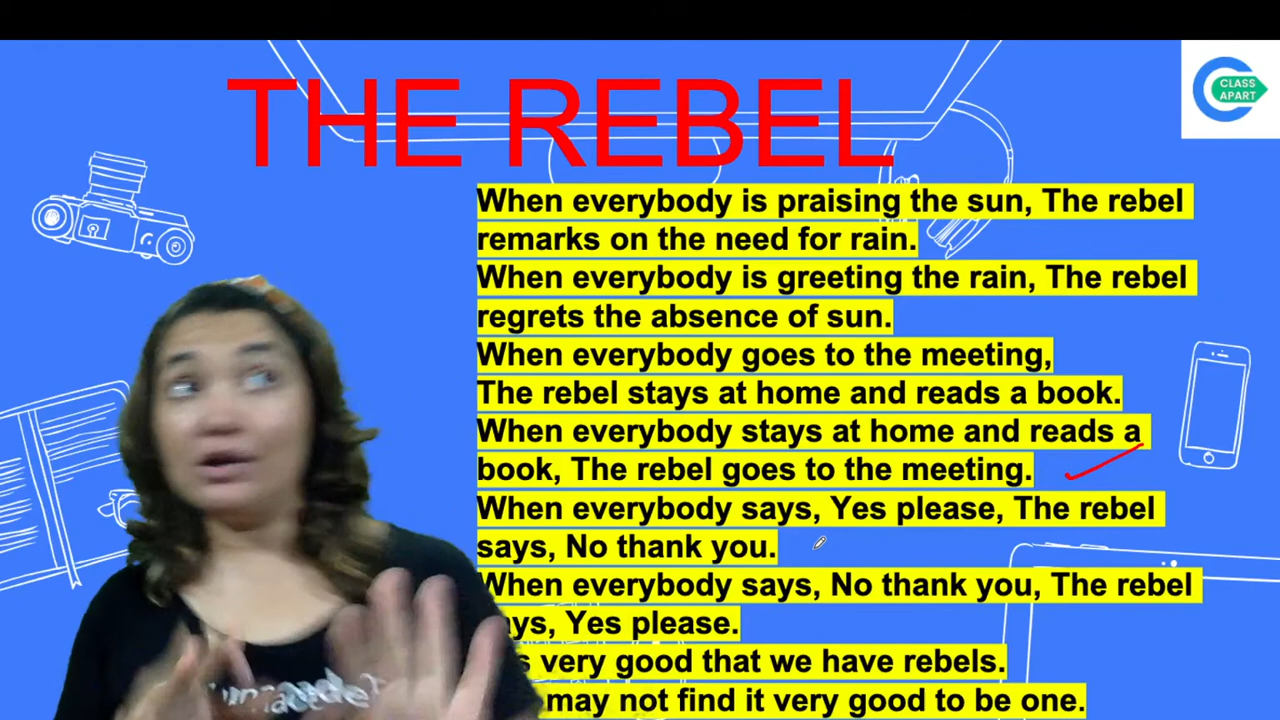 THE REBEL
CLASS
APART
When everybody is praising the sun, The rebel
remarks on the need for rain.
When everybody is greeting the rain, The rebel
regrets the absence of sun.
When everybody goes to the meeting,
The rebel stays at home and reads a book.
When everybody stays at home and reads a
book, The rebel goes to the meeting.
When everybody says, Yes please, The rebel
says, No thank you.
When everybody says, No thank you, The rebel
ays, Yes please.
s very good that we have rebels.
may not find it very good to be one.